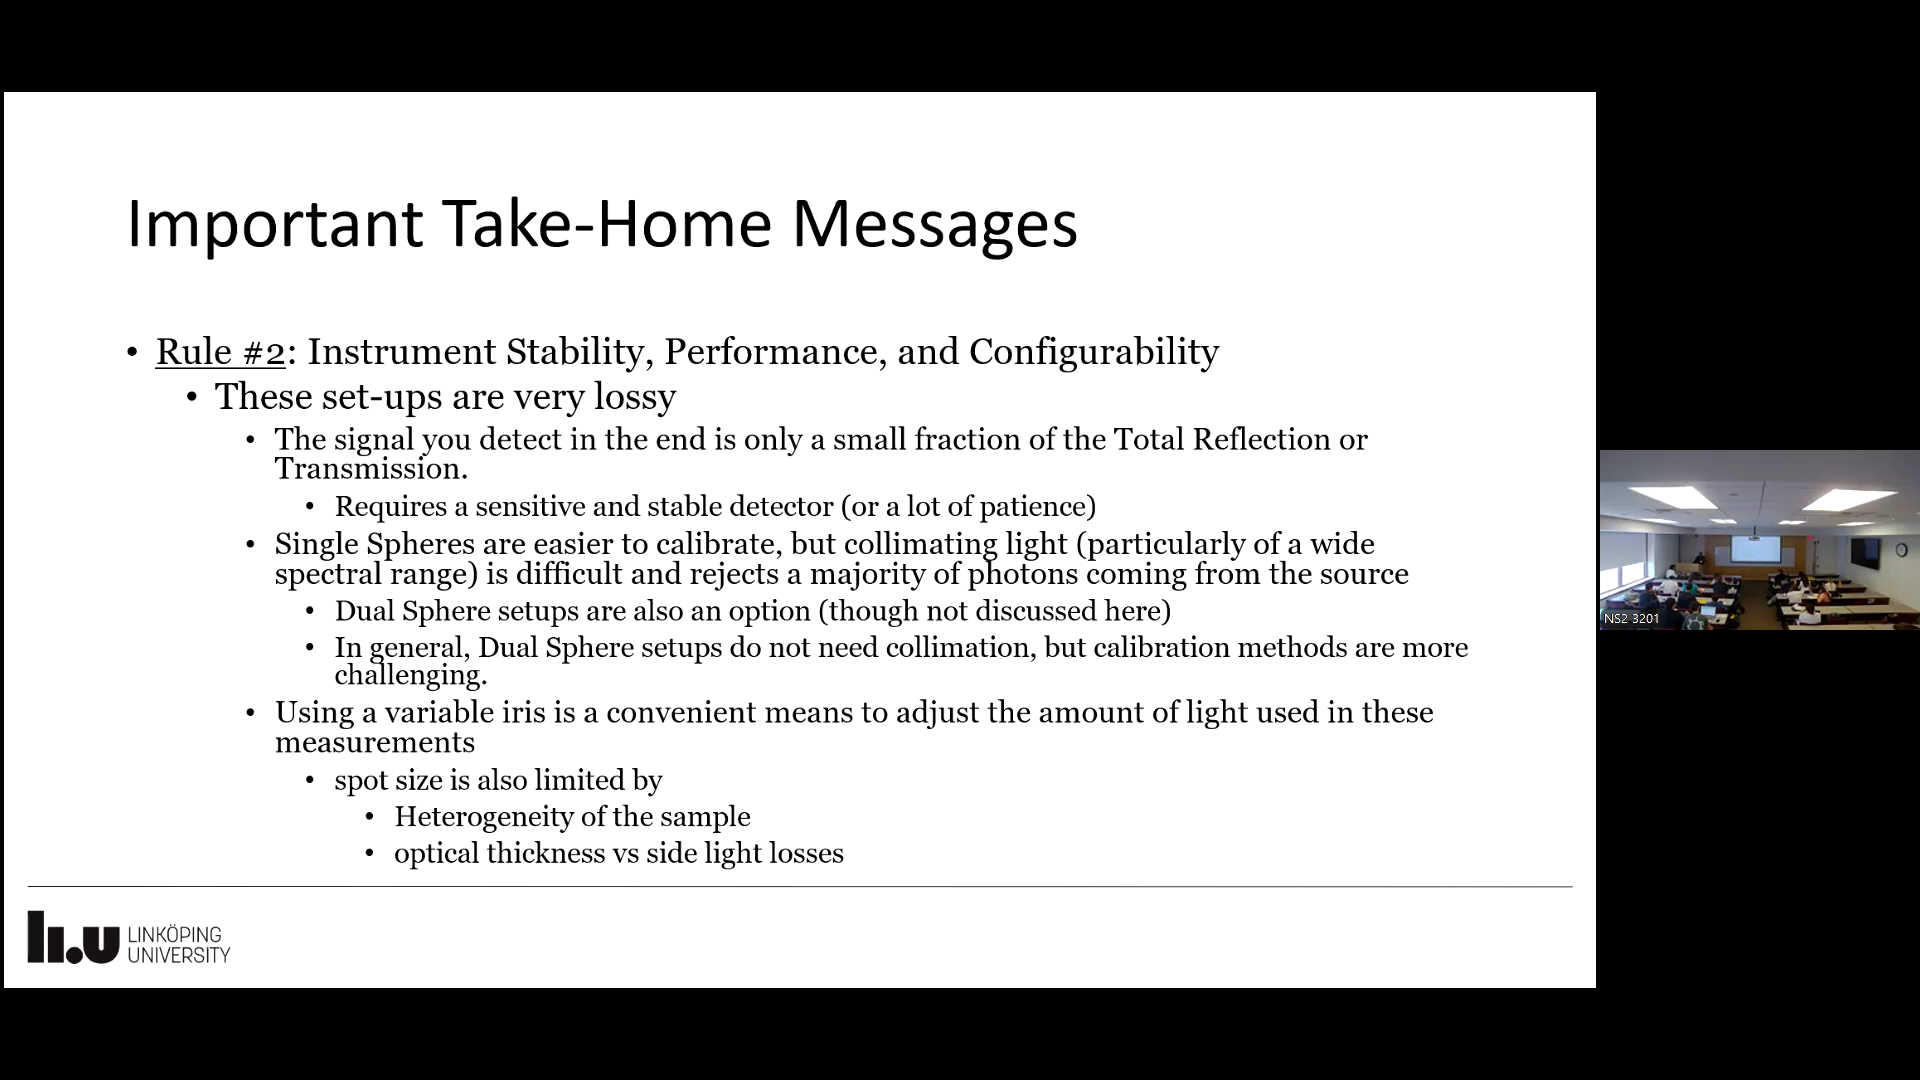 Important Take-Home Messages
• Rule #2: Instrument Stability, Performance, and Configurability
• These set-ups are very lossy
• The signal you detect in the end is only a small fraction of the Total Reflection or
Transmission.
• Requires a sensitive and stable detector (or a lot of patience)
• Single Spheres are easier to calibrate, but collimating light (particularly of a wide
spectral range) is difficult and rejects a majority of photons coming from the source
• Dual Sphere setups are also an option (though not discussed here)
• In general, Dual Sphere setups do not need collimation, but calibration methods are more
challenging.
• Using a variable iris is a convenient means to adjust the amount of light used in these
measurements
• spot size is also limited by
• Heterogeneity of the sample
• optical thickness vs side light losses
li.u LINKÖPING
UNIVERSITY
NS2 3201